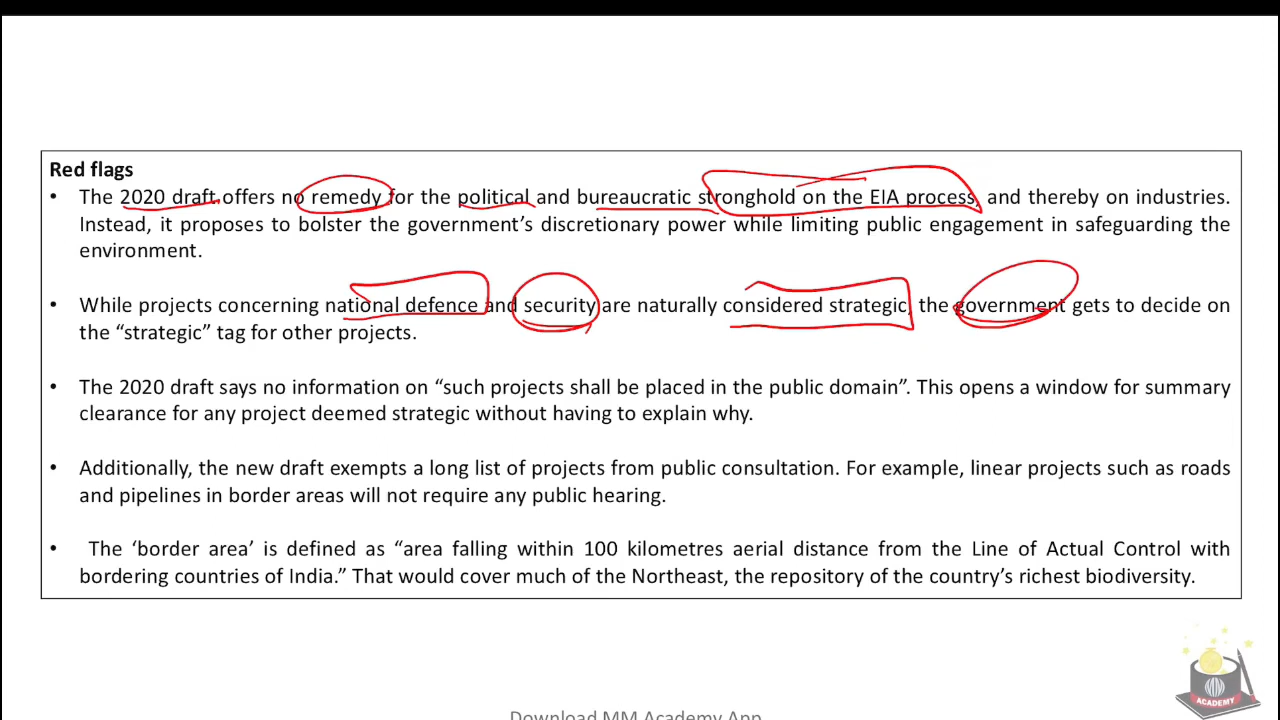 Red flags
• The 2020 draft offers no remedy for the political and bureaucratic stronghold on the EIA process, and thereby on industries.
Instead, it proposes to bolster the government's discretionary power while limiting public engagement in safeguarding the
environment.
• While projects concerning national defence and security are naturally considered strategic, the government gets to decide on
the “strategic” tag for other projects.
• The 2020 draft says no information on “such projects shall be placed in the public domain”. This opens a window for summary
clearance for any project deemed strategic without having to explain why.
• Additionally, the new draft exempts a long list of projects from public consultation. For example, linear projects such as roads
and pipelines in border areas will not require any public hearing.
• The ‘border area’ is defined as “area falling within 100 kilometres aerial distance from the Line of Actual Control with
bordering countries of India.” That would cover much of the Northeast, the repository of the country’s richest biodiversity.
ACADEMY
Download MM Academy App